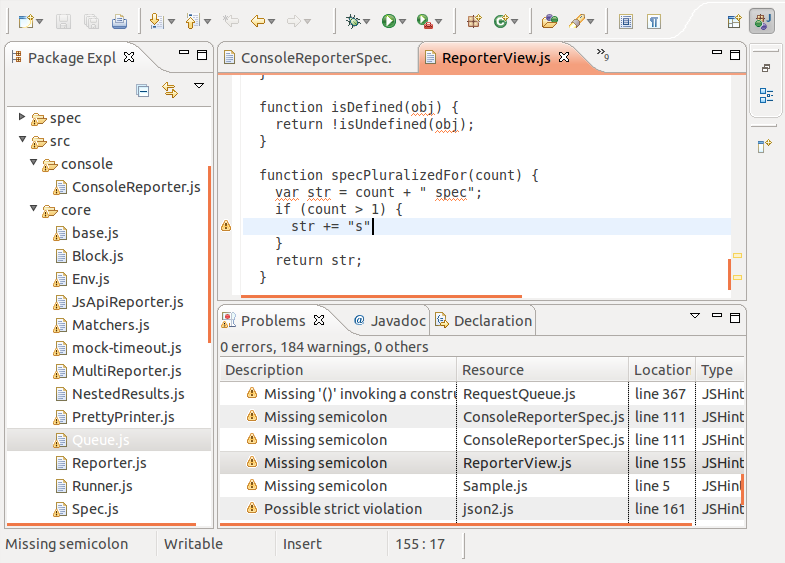 Package Expl
spec
src
console
ConsoleReporter.js
core
base.js
Block.js
Env.js
JsApiReporter.js
Matchers.js
mock-timeout.js
MultiReporter.js
NestedResults.js
PrettyPrinter.js
Queue.js
Reporter.js
Runner.js
Spec.js
ConsoleReporterSpec.
ReporterView.js
»9
}
function isDefined(obj) {
return !isUndefined(obj);
}
function specPluralizedFor(count) {
var str = count + " spec";
if (count > 1) {
str += "s"
}
return str;
}
Problems
@ Javadoc
Declaration
0 errors, 184 warnings, 0 others
Description Resource Location Type
Missing '()' invoking a constru RequestQueue.js line 367 JSHint
Missing semicolon ConsoleReporterSpec.js line 111 JSHint
Missing semicolon ConsoleReporterSpec.js line 111 JSHint
Missing semicolon ReporterView.js line 155 JSHint
Missing semicolon Sample.js line 5 JSHint
Possible strict violation json2.js line 161 JSHint
Missing semicolon Writable Insert 155 : 17